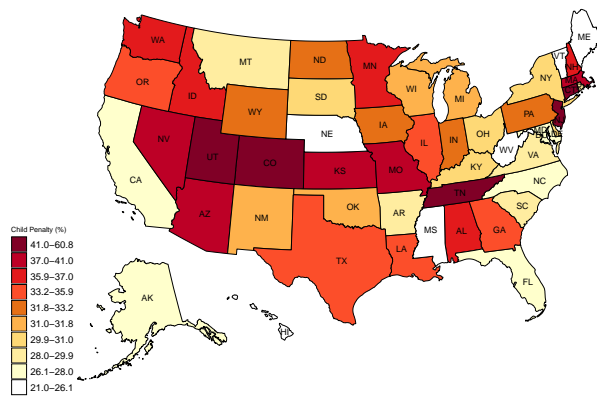 ME
WA
VT
NH
MT
ND
MN
OR
ID
SD
WI
NY
MI
WY
IA
PA
NE
NV
UT
CO
IL
IN
OH
WV
VA
CA
KS
MO
KY
TN
NC
AZ
NM
OK
AR
SC
MS
AL
GA
TX
LA
FL
AK
HI
Child Penalty (%)
41.0–60.8
37.0–41.0
35.9–37.0
33.2–35.9
31.8–33.2
31.0–31.8
29.9–31.0
28.0–29.9
26.1–28.0
21.0–26.1